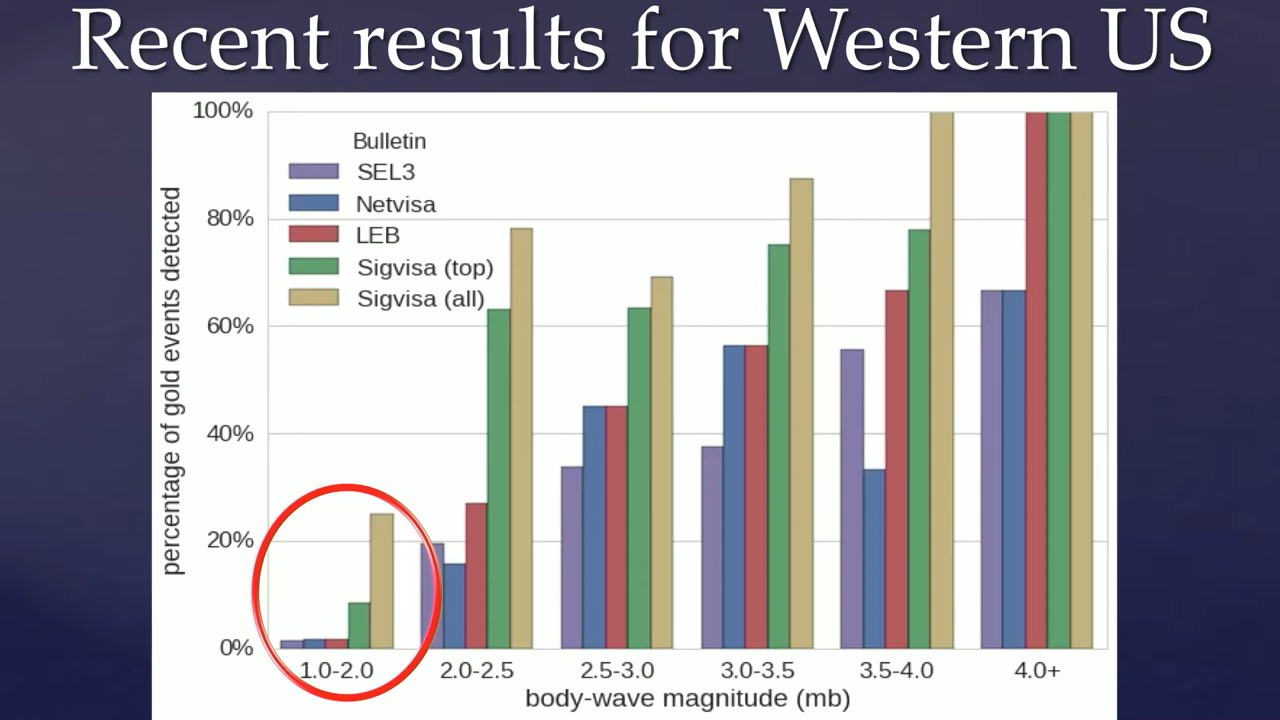 Recent results for Western US
100%
80%
60%
40%
20%
0%
percentage of gold events detected
Bulletin
SEL3
Netvisa
LEB
Sigvisa (top)
Sigvisa (all)
1.0-2.0 2.0-2.5 2.5-3.0 3.0-3.5 3.5-4.0 4.0+
body-wave magnitude (mb)